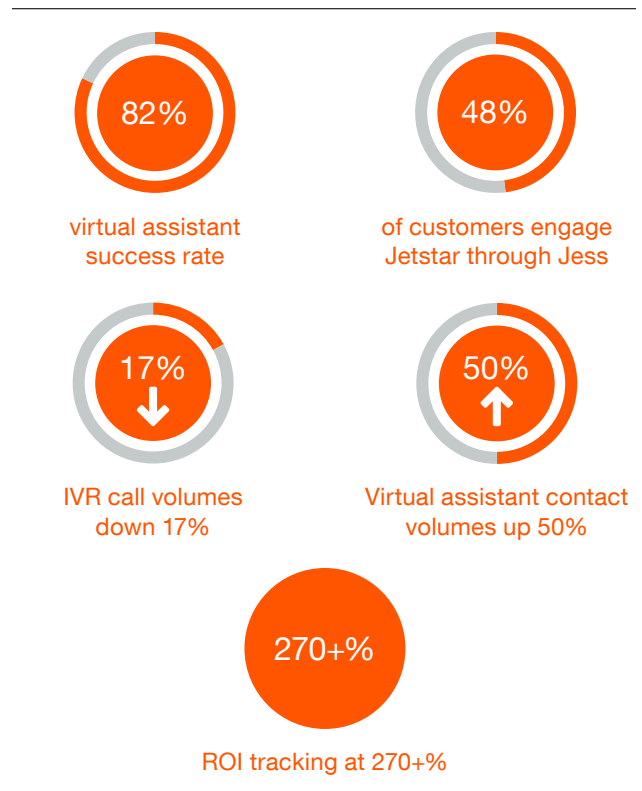 82%
virtual assistant
success rate
48%
of customers engage
Jetstar through Jess
17%
IVR call volumes
down 17%
50%
Virtual assistant contact
volumes up 50%
270+%
ROI tracking at 270+%